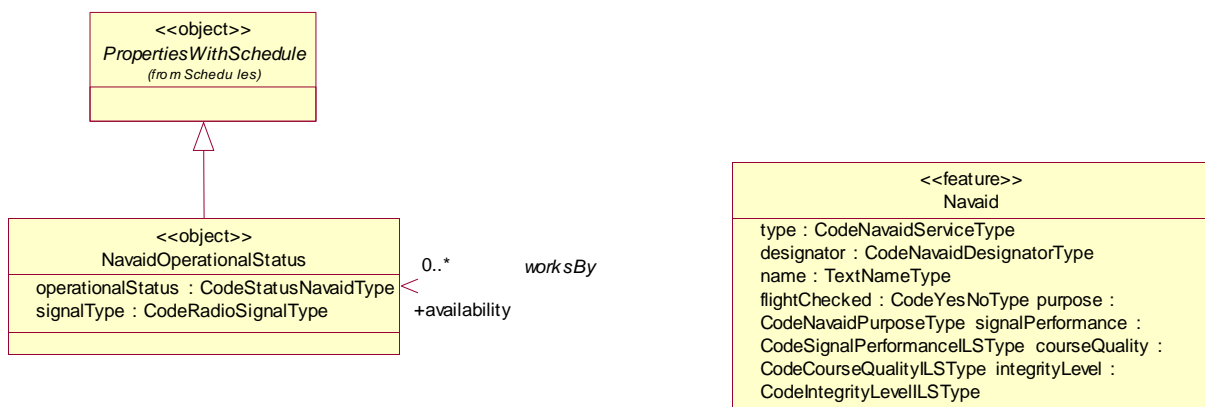 <<object>>
PropertiesWithSchedule
(from Schedules)
<<object>>
NavaidOperationalStatus
operationalStatus : CodeStatusNavaidType
signalType : CodeRadioSignalType
0..*
worksBy
+availability
<<feature>>
Navaid
type : CodeNavaidServiceType
designator : CodeNavaidDesignatorType
name : TextNameType
flightChecked : CodeYesNoType purpose :
CodeNavaidPurposeType signalPerformance :
CodeSignalPerformanceILSType courseQuality :
CodeCourseQualityILSType integrityLevel :
CodeIntegrityLevelILSType